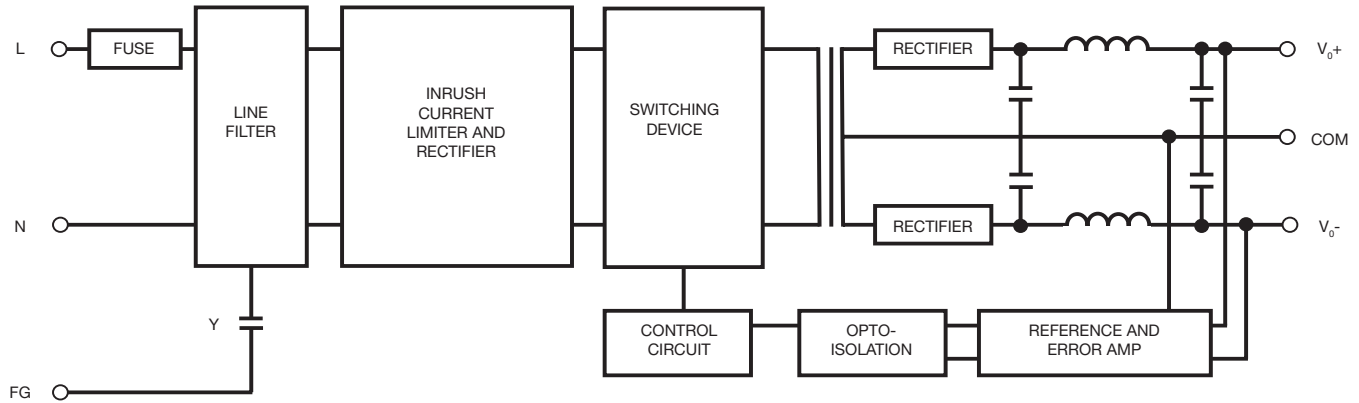 L
FUSE
LINE
FILTER
INRUSH
CURRENT
LIMITER AND
RECTIFIER
SWITCHING
DEVICE
RECTIFIER
V₀+
COM
N
RECTIFIER
V₀-
Y
CONTROL
CIRCUIT
OPTO-
ISOLATION
REFERENCE AND
ERROR AMP
FG